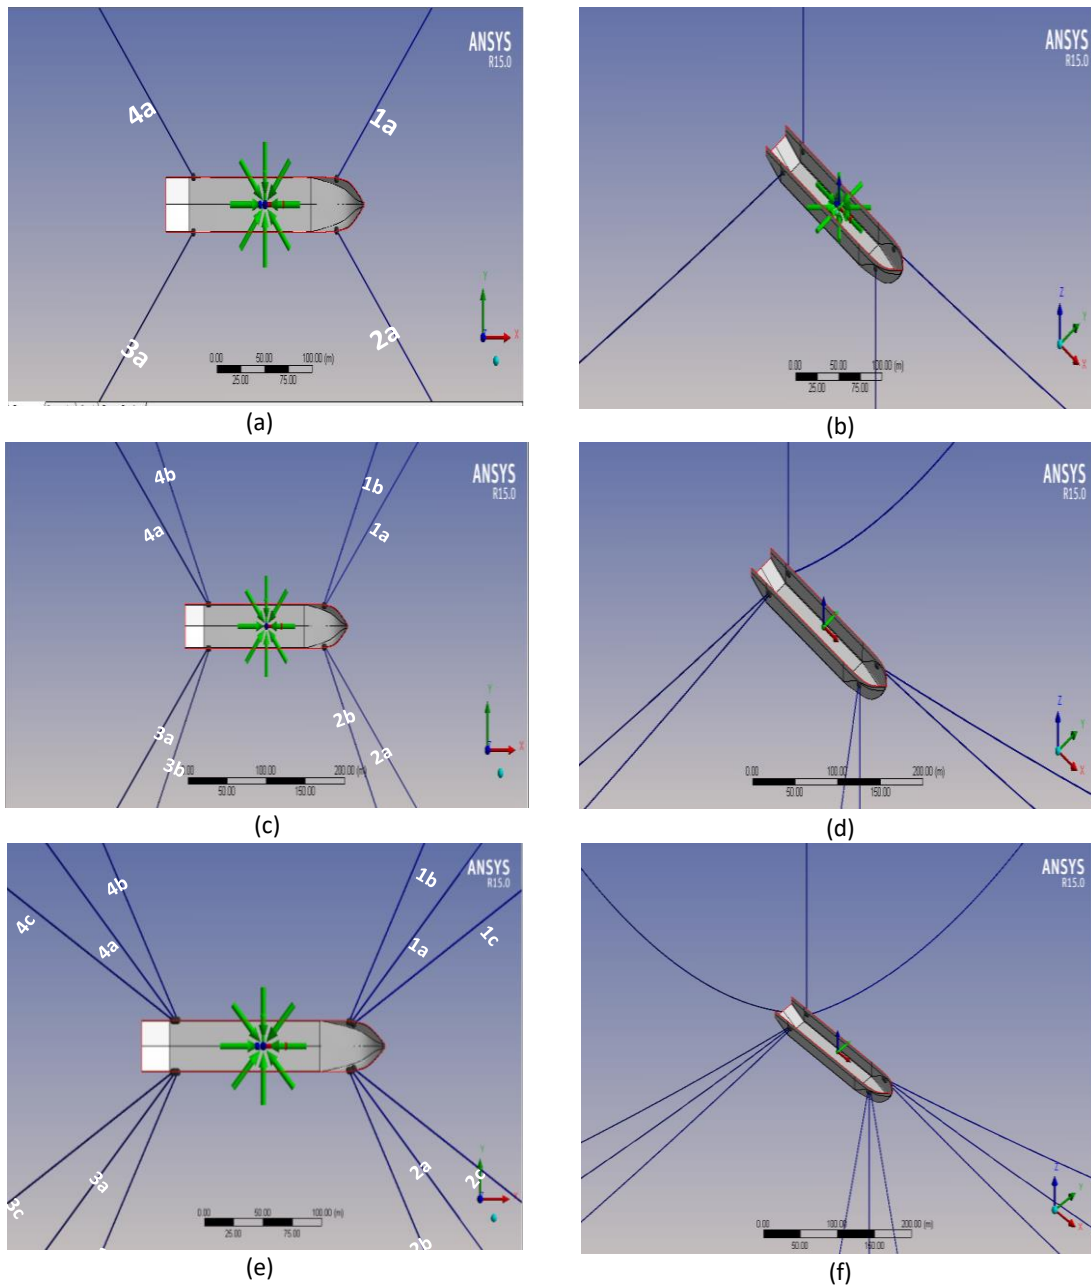 ANSYS
R15.0
4a
1a
3a
2a
Y
X
0.00 50.00 100.00 (m)
25.00 75.00
(a)
ANSYS
R15.0
Z
Y
X
0.00 50.00 100.00 (m)
25.00 75.00
(b)
ANSYS
R15.0
4b
1b
4a
1a
3a
2b
3b
2a
Y
X
0.00 100.00 200.00 (m)
50.00 150.00
(c)
ANSYS
R15.0
Z
Y
X
0.00 100.00 200.00 (m)
50.00 150.00
(d)
ANSYS
R15.0
4b
1b
4c
4a
1a
1c
3a
2a
2c
3c
2b
Y
0.00 50.00 100.00 (m)
25.00 75.00
(e)
ANSYS
R15.0
Z
Y
X
0.00 100.00 200.00 (m)
50.00 150.00
(f)